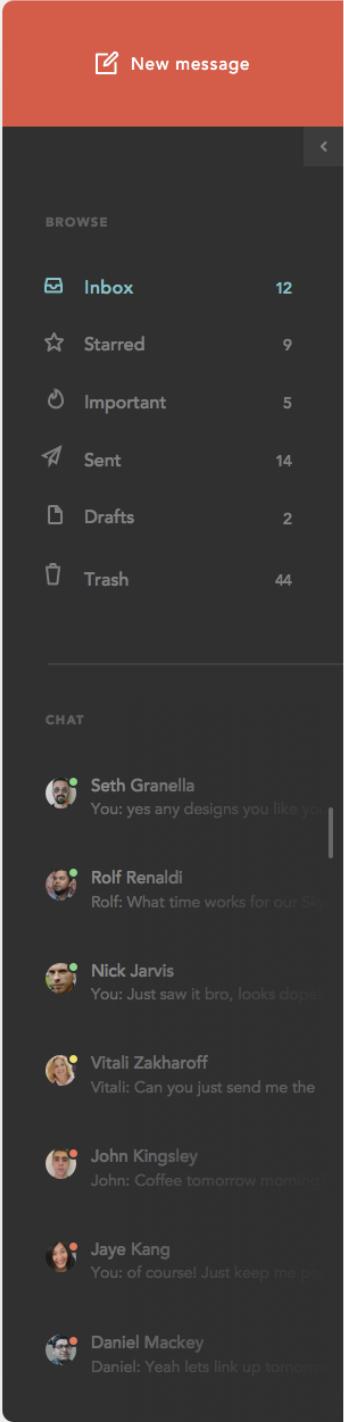 New message
BROWSE
Inbox 12
Starred 9
Important 5
Sent 14
Drafts 2
Trash 44
CHAT
Seth Granella
You: yes any designs you like you
Rolf Renaldi
Rolf: What time works for our
Nick Jarvis
You: Just saw it bro, looks dope
Vitali Zakharoff
Vitali: Can you just send me the
John Kingsley
John: Coffee tomorrow morning
Jaye Kang
You: of course! Just keep me
Daniel Mackey
Daniel: Yeah lets link up